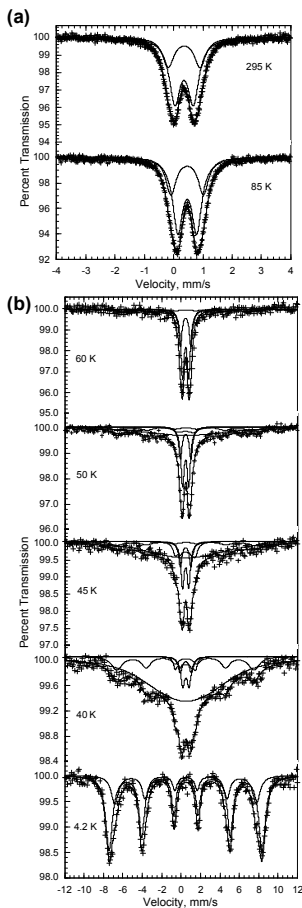 (a)
100
99
98
97
96
95
295 K
100
98
96
94
92
85 K
Percent Transmission
-4 -3 -2 -1 0 1 2 3 4
Velocity, mm/s
(b)
100.0
99.0
98.0
97.0
96.0
95.0
60 K
100.0
99.0
98.0
97.0
96.0
50 K
100.0
99.5
99.0
98.5
98.0
97.5
45 K
100.0
99.6
99.2
98.8
98.4
40 K
100.0
99.5
99.0
98.5
98.0
4.2 K
Percent Transmission
-12 -10 -8 -6 -4 -2 0 2 4 6 8 10 12
Velocity, mm/s